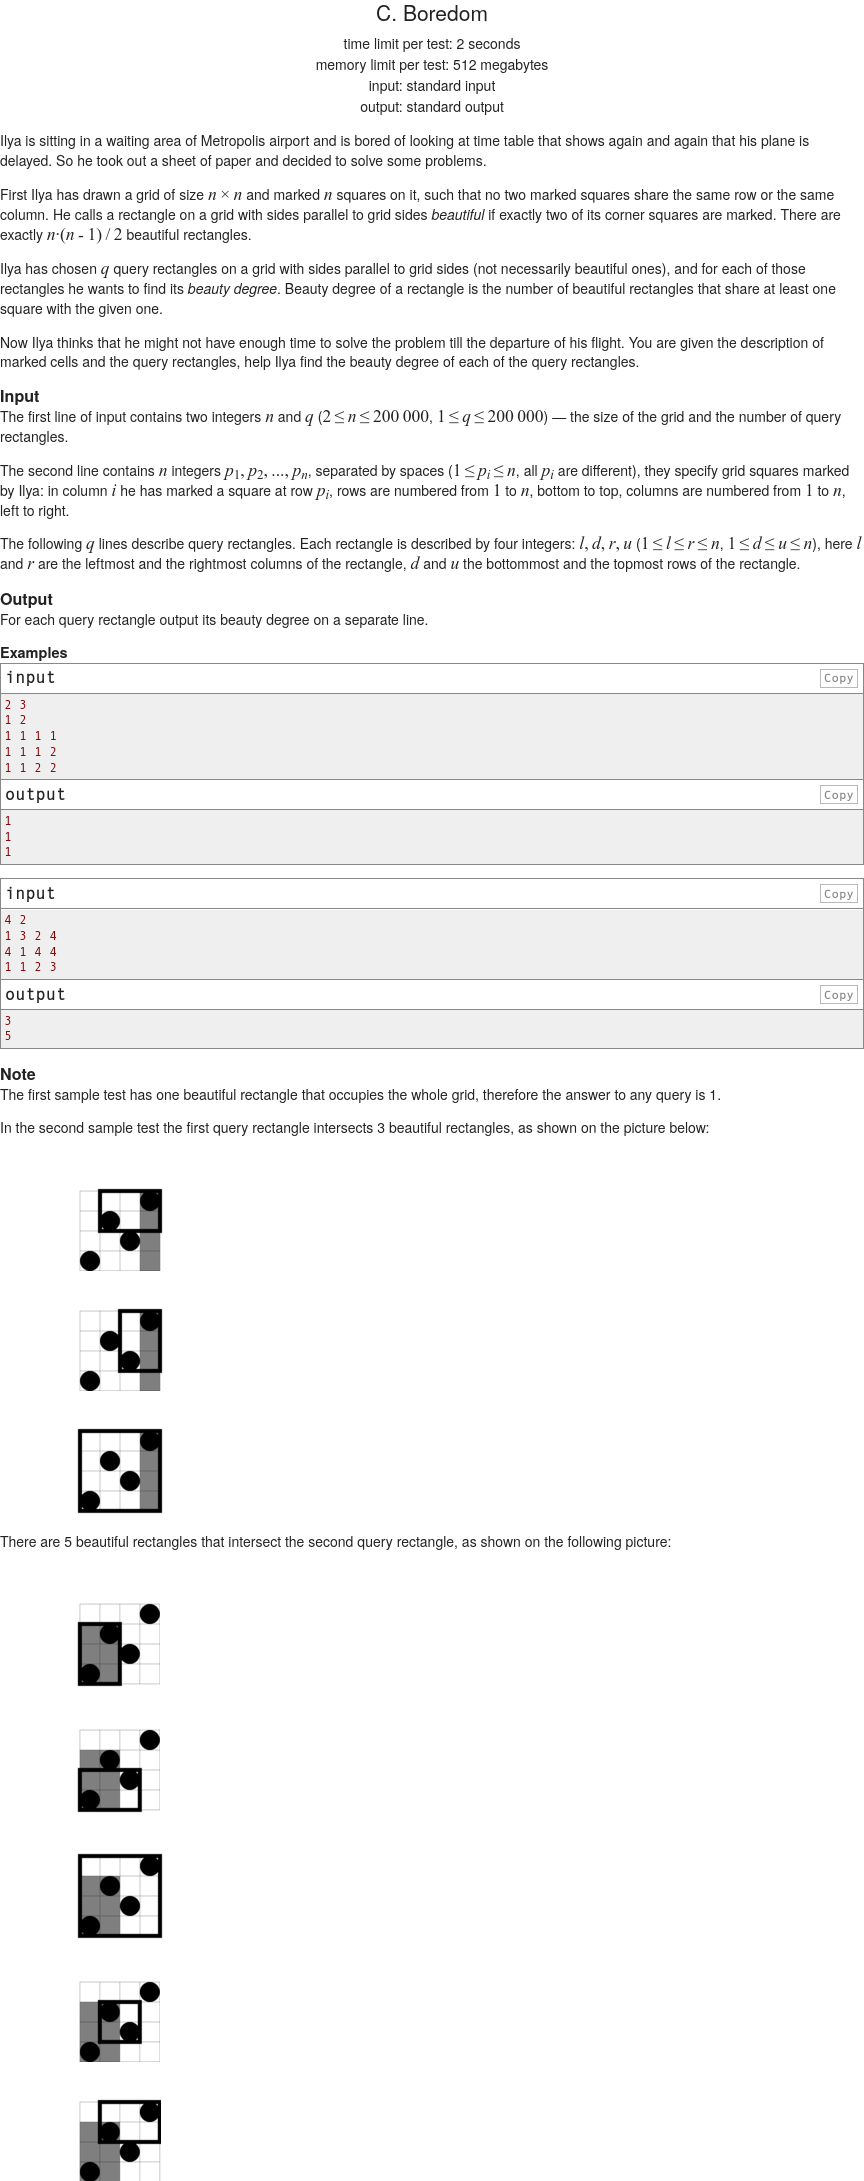 C. Boredom
time limit per test: 2 seconds
memory limit per test: 512 megabytes
input: standard input
output: standard output
Ilya is sitting in a waiting area of Metropolis airport and is bored of looking at time table that shows again and again that his plane is
delayed. So he took out a sheet of paper and decided to solve some problems.
First Ilya has drawn a grid of size n × n and marked n squares on it, such that no two marked squares share the same row or the same
column. He calls a rectangle on a grid with sides parallel to grid sides beautiful if exactly two of its corner squares are marked. There are
exactly n·(n - 1) / 2 beautiful rectangles.
Ilya has chosen q query rectangles on a grid with sides parallel to grid sides (not necessarily beautiful ones), and for each of those
rectangles he wants to find its beauty degree. Beauty degree of a rectangle is the number of beautiful rectangles that share at least one
square with the given one.
Now Ilya thinks that he might not have enough time to solve the problem till the departure of his flight. You are given the description of
marked cells and the query rectangles, help Ilya find the beauty degree of each of the query rectangles.
Input
The first line of input contains two integers n and q (2 ≤ n ≤ 200 000, 1 ≤ q ≤ 200 000) — the size of the grid and the number of query
rectangles.
The second line contains n integers p1, p2, ..., pn, separated by spaces (1 ≤ pi ≤ n, all pi are different), they specify grid squares marked
by Ilya: in column i he has marked a square at row pi, rows are numbered from 1 to n, bottom to top, columns are numbered from 1 to n,
left to right.
The following q lines describe query rectangles. Each rectangle is described by four integers: l, d, r, u (1 ≤ l ≤ r ≤ n, 1 ≤ d ≤ u ≤ n), here l
and r are the leftmost and the rightmost columns of the rectangle, d and u the bottommost and the topmost rows of the rectangle.
Output
For each query rectangle output its beauty degree on a separate line.
Examples
input
Copy
2 3
1 2
1 1 1 1
1 1 1 2
1 1 2 2
output
Copy
1
1
1
input
Copy
4 2
1 3 2 4
4 1 4 4
1 1 2 3
output
Copy
3
5
Note
The first sample test has one beautiful rectangle that occupies the whole grid, therefore the answer to any query is 1.
In the second sample test the first query rectangle intersects 3 beautiful rectangles, as shown on the picture below:
There are 5 beautiful rectangles that intersect the second query rectangle, as shown on the following picture: